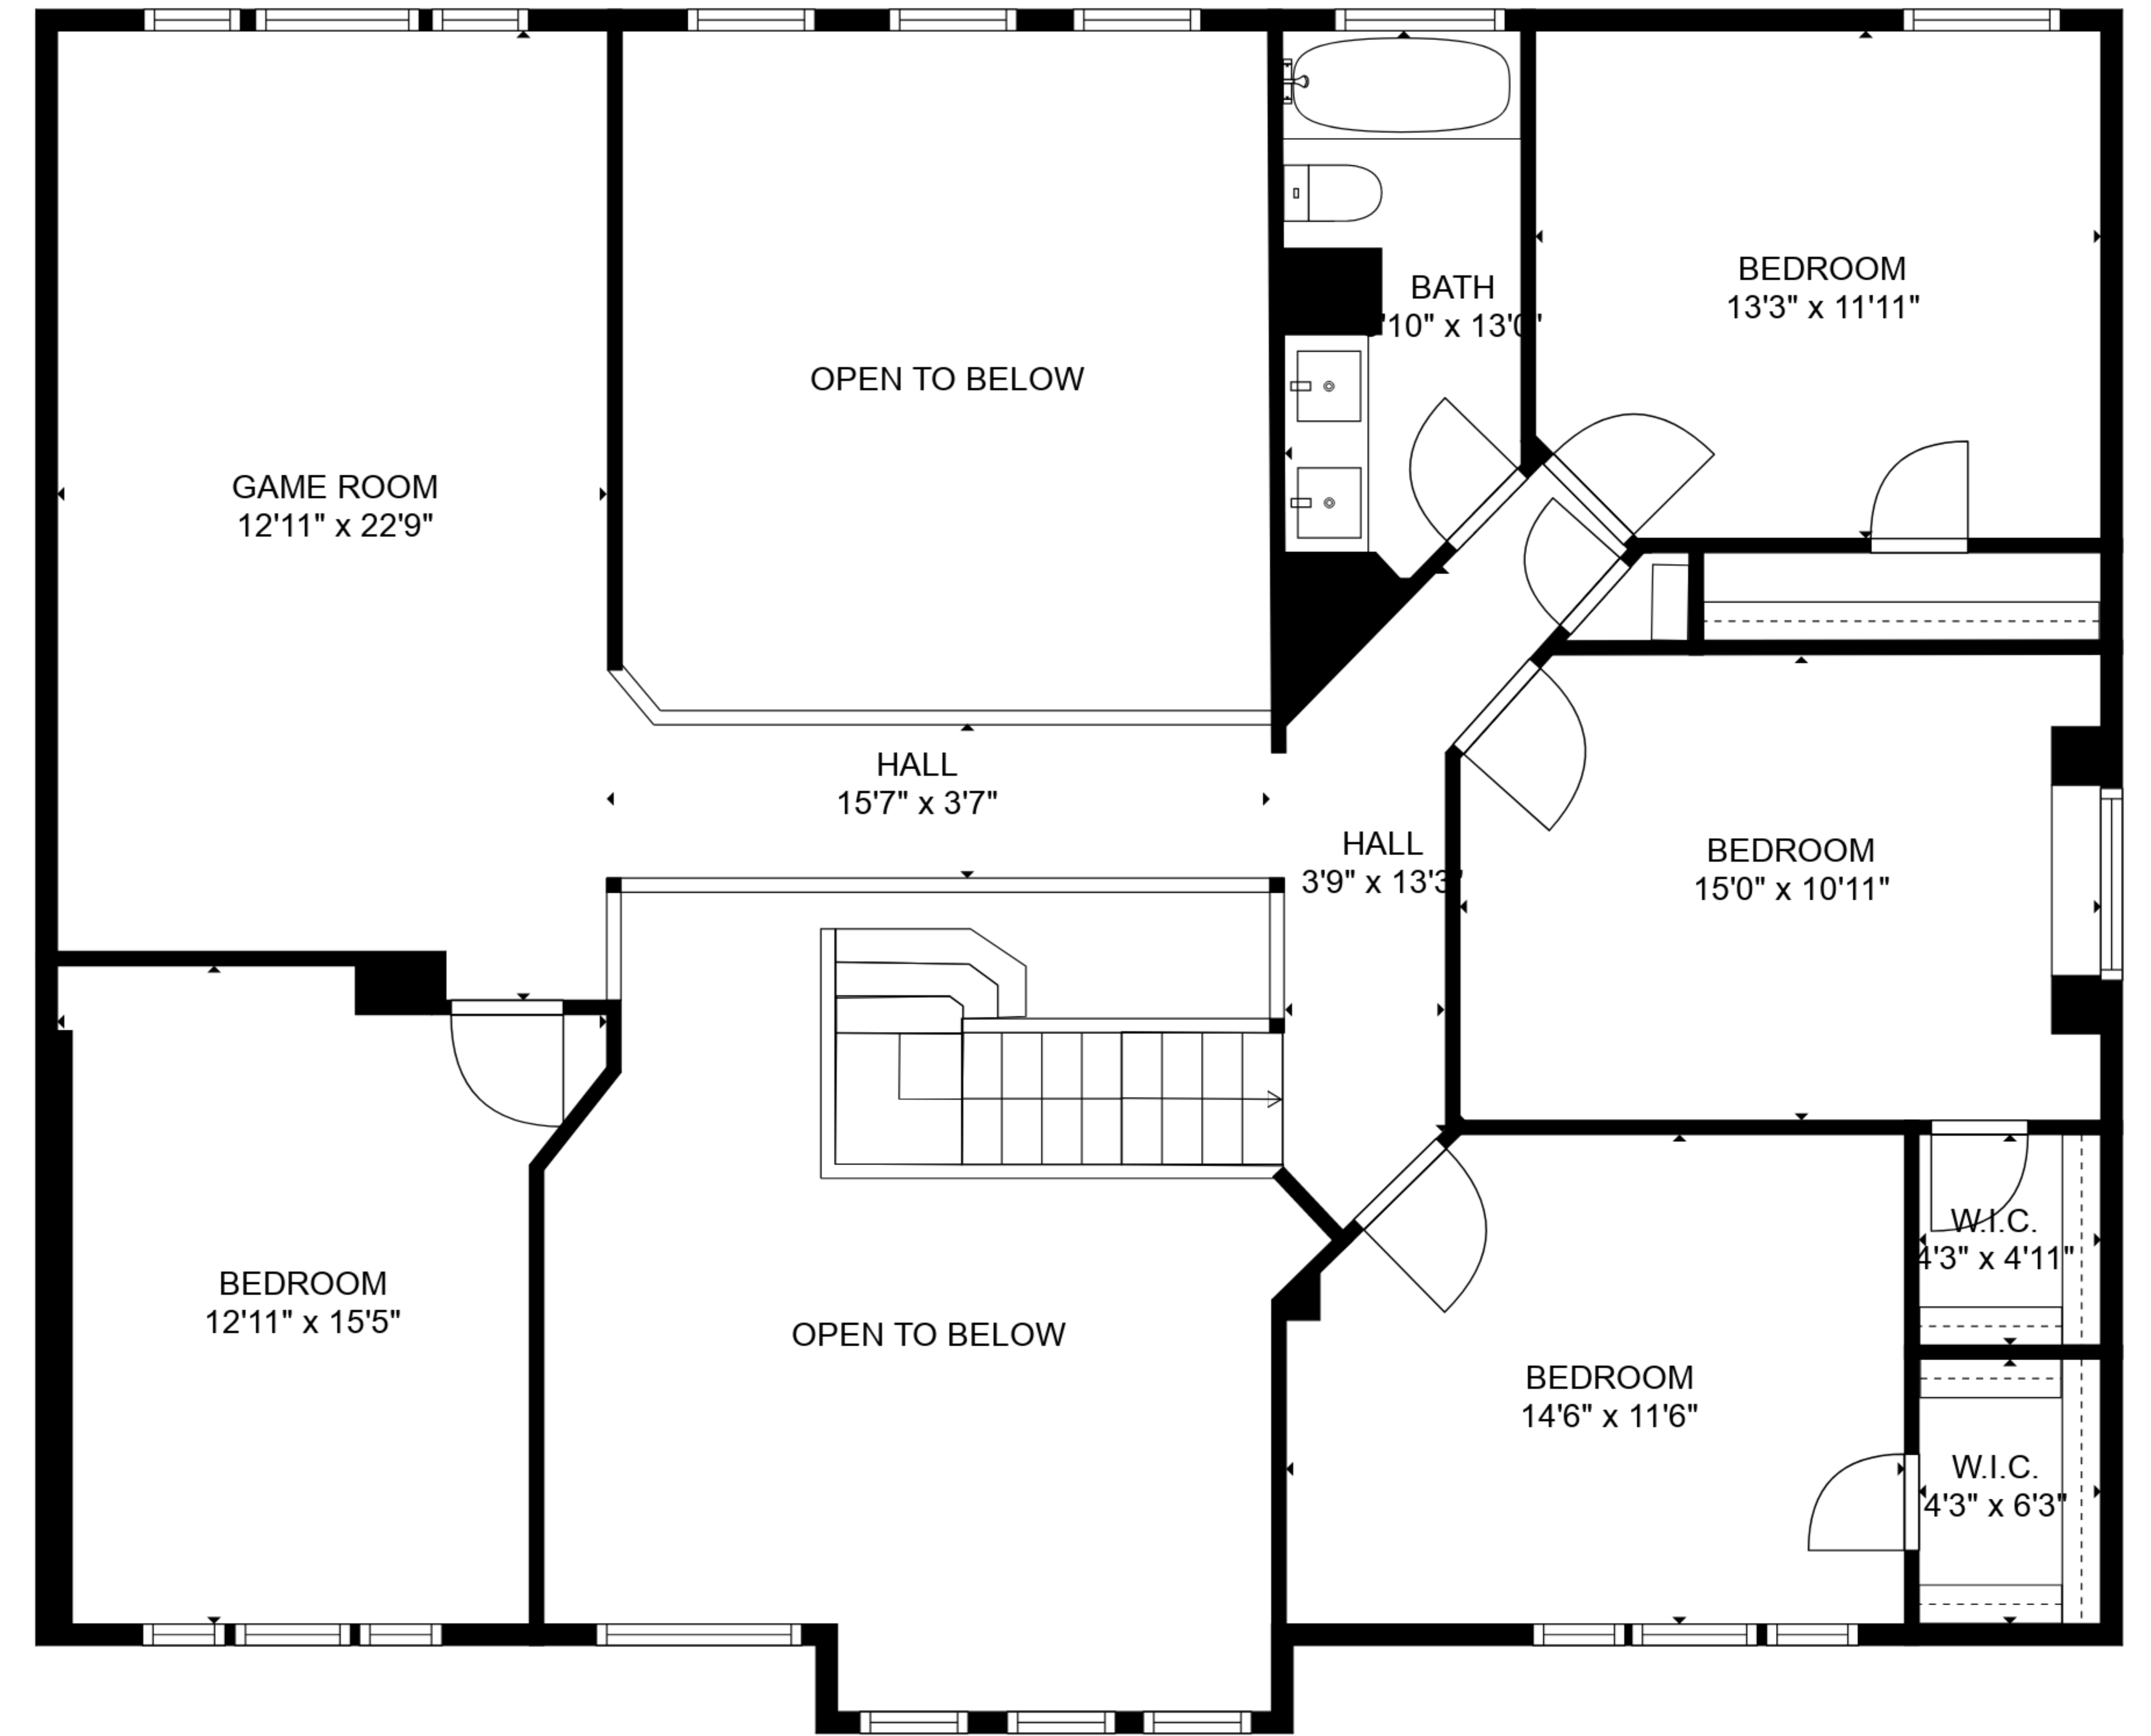 BATH
'10" x 13'0"
BEDROOM
13'3" x 11'11"
OPEN TO BELOW
GAME ROOM
12'11" x 22'9"
HALL
15'7" x 3'7"
HALL
3'9" x 13'3"
BEDROOM
15'0" x 10'11"
W.I.C.
4'3" x 4'11"
BEDROOM
12'11" x 15'5"
OPEN TO BELOW
BEDROOM
14'6" x 11'6"
W.I.C.
4'3" x 6'3"